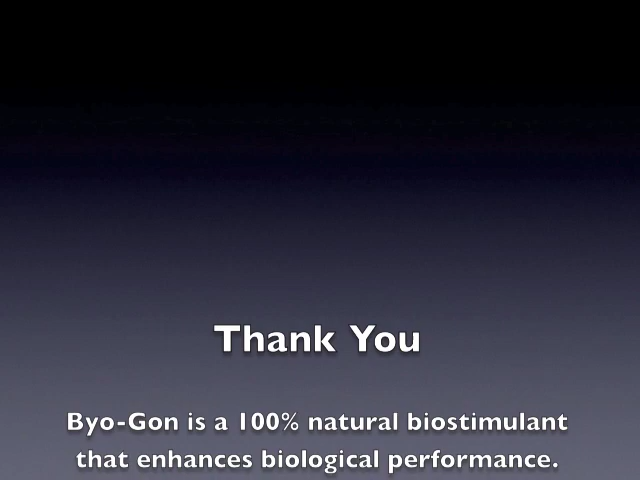 Thank You
Byo-Gon is a 100% natural biostimulant
that enhances biological performance.